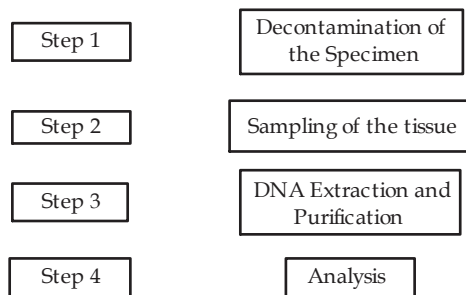 Step 1
Decontamination of
the Specimen
Step 2
Sampling of the tissue
Step 3
DNA Extraction and
Purification
Step 4
Analysis